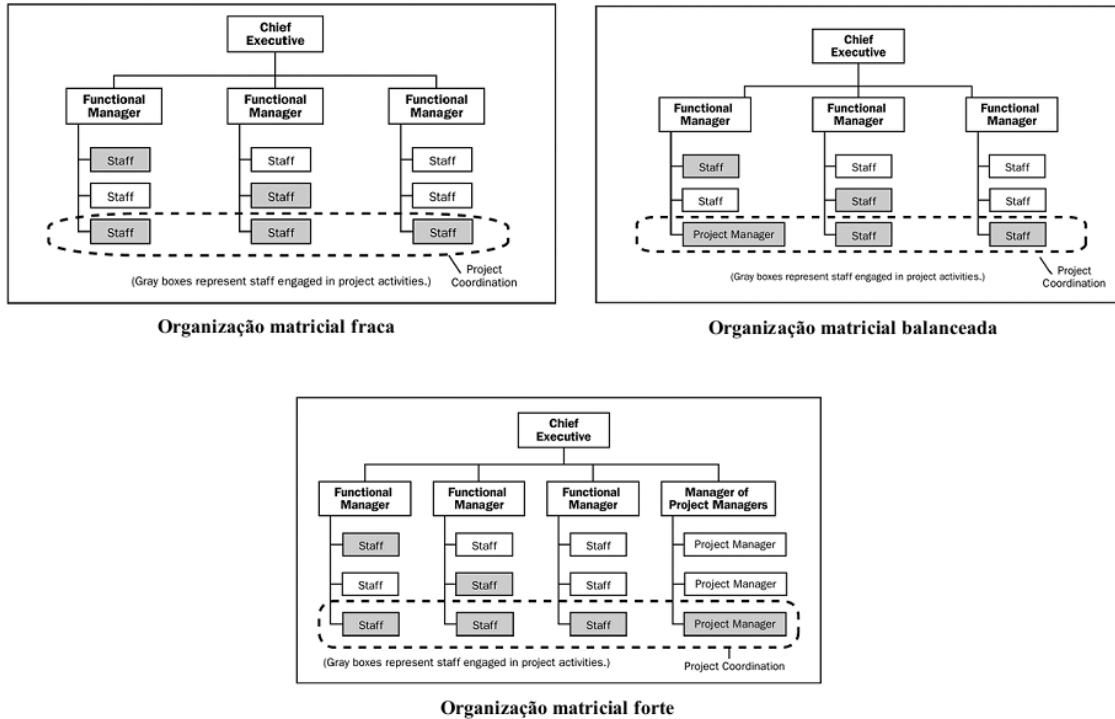 Chief
Executive
Functional
Manager
Functional
Manager
Functional
Manager
Staff
Staff
Staff
Staff
Staff
Staff
Staff
Staff
Staff
Project
Coordination
(Gray boxes represent staff engaged in project activities.)
Organização matricial fraca
Chief
Executive
Functional
Manager
Functional
Manager
Functional
Manager
Staff
Staff
Staff
Staff
Staff
Staff
Project Manager
Staff
Staff
Project
Coordination
(Gray boxes represent staff engaged in project activities.)
Organização matricial balanceada
Chief
Executive
Functional
Manager
Functional
Manager
Functional
Manager
Manager of
Project Managers
Staff
Staff
Staff
Project Manager
Staff
Staff
Staff
Project Manager
Staff
Staff
Staff
Project Manager
(Gray boxes represent staff engaged in project activities.)
Project Coordination
Organização matricial forte